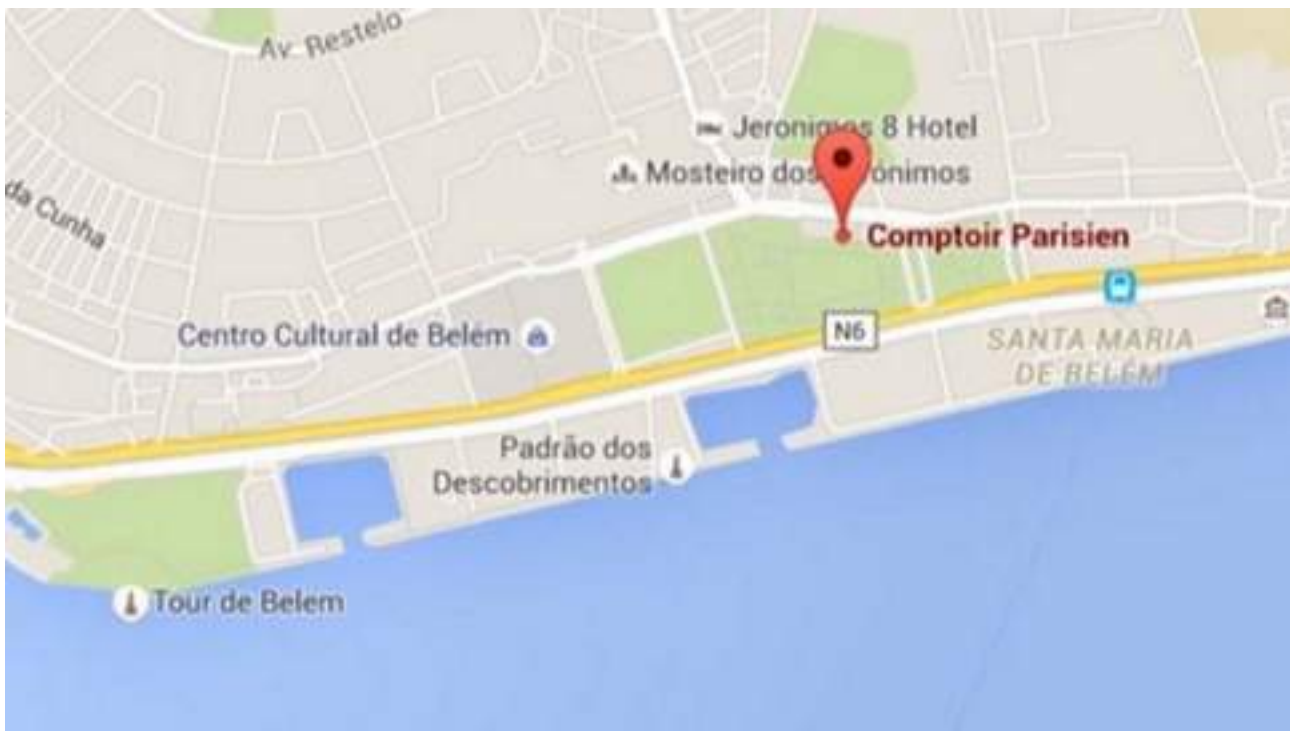 Av. Restelo
Jeronimos 8 Hotel
Mosteiro dos Jerónimos
da Cunha
Comptoir Parisien
Centro Cultural de Belém
N6
SANTA MARIA
DE BELÉM
Padrão dos
Descobrimentos
Tour de Belem